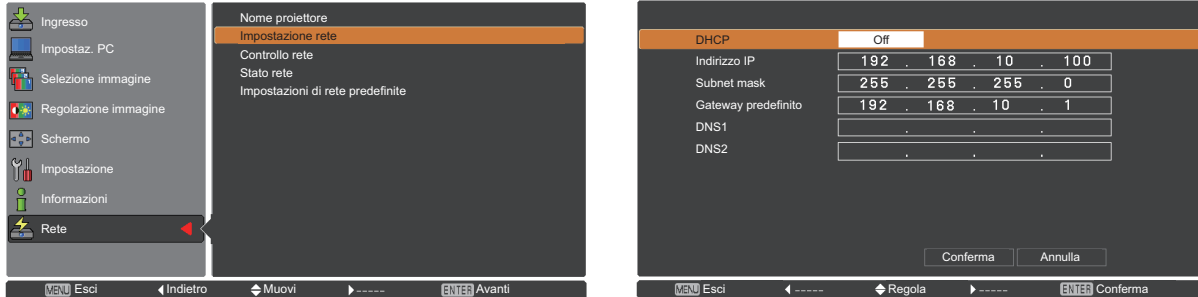 Ingresso
Impostaz. PC
Selezione immagine
Regolazione immagine
Schermo
Impostazione
Informazioni
Rete
Nome proiettore
Impostazione rete
Controllo rete
Stato rete
Impostazioni di rete predefinite
MENU Esci Indietro Muovi ----- ENTER Avanti
DHCP Off
Indirizzo IP 192 . 168 . 10 . 100
Subnet mask 255 . 255 . 255 . 0
Gateway predefinito 192 . 168 . 10 . 1
DNS1 . . .
DNS2 . . .
Conferma Annulla
MENU Esci ----- Regola ----- ENTER Conferma